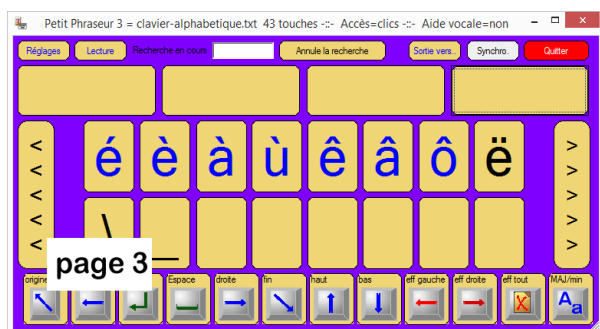 Petit Phraseur 3 = clavier-alphabetique.txt 43 touches -::- Accès=clics -::- Aide vocale=non
Réglages Lecture Recherche en cours Annule la recherche Sortie vers.. Synchro. Quitter
< é è à ù ê â ô ë >
<
<
<
<
>
>
>
>
\ _
page 3
origine Espace droite fin haut bas eff gauche eff droite eff tout MAJ/min
Aa